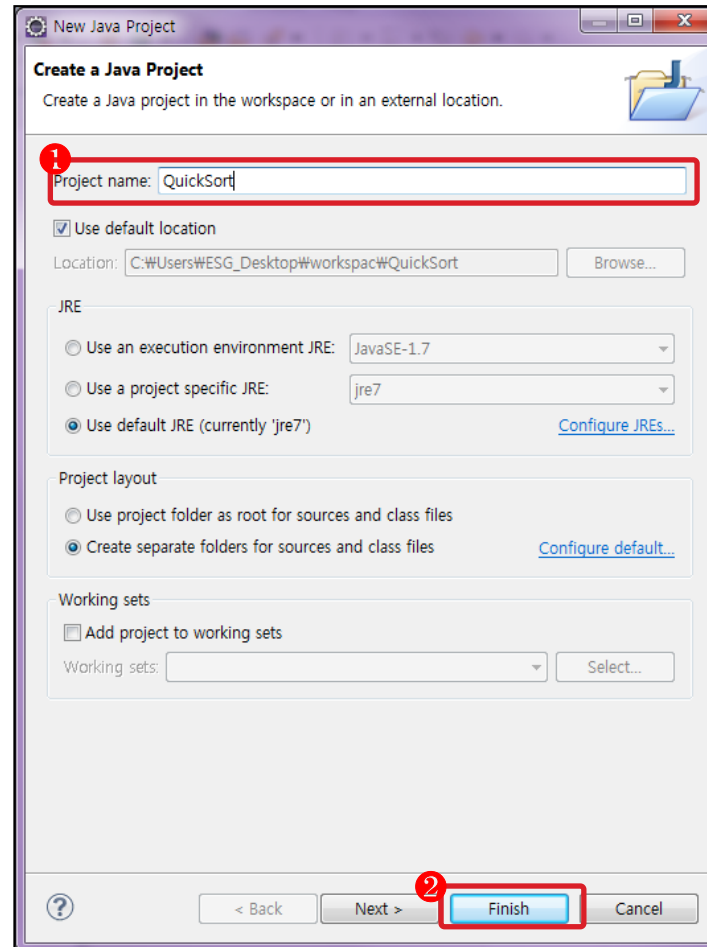 New Java Project
Create a Java Project
Create a Java project in the workspace or in an external location.
1
Project name: QuickSort
Use default location
Location: C:₩Users₩ESG_Desktop₩workspac₩QuickSort Browse...
JRE
Use an execution environment JRE: JavaSE-1.7
Use a project specific JRE: jre7
Use default JRE (currently 'jre7') Configure JREs...
Project layout
Use project folder as root for sources and class files
Create separate folders for sources and class files Configure default...
Working sets
Add project to working sets
Working sets: Select...
2
? < Back Next > Finish Cancel